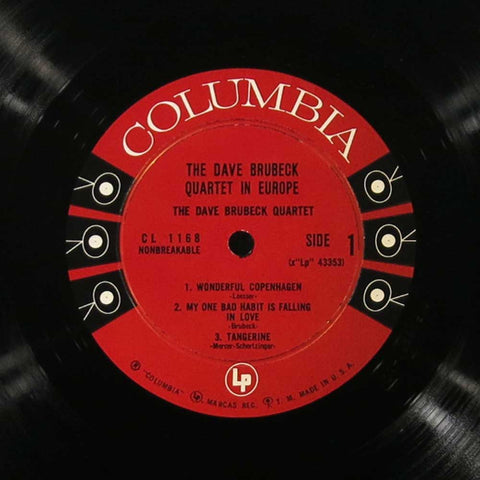 COLUMBIA
THE DAVE BRUBECK
QUARTET IN EUROPE
THE DAVE BRUBECK QUARTET
CL 1168
NONBREAKABLE
SIDE 1
(x"Lp" 43353)
1. WONDERFUL COPENHAGEN
-Loesser-
2. MY ONE BAD HABIT IS FALLING
IN LOVE
-Brubeck-
3. TANGERINE
-Mercer-Schertzinger-
Lp
® "COLUMBIA", Lp, MARCAS REG. T. M. MADE IN U.S.A.